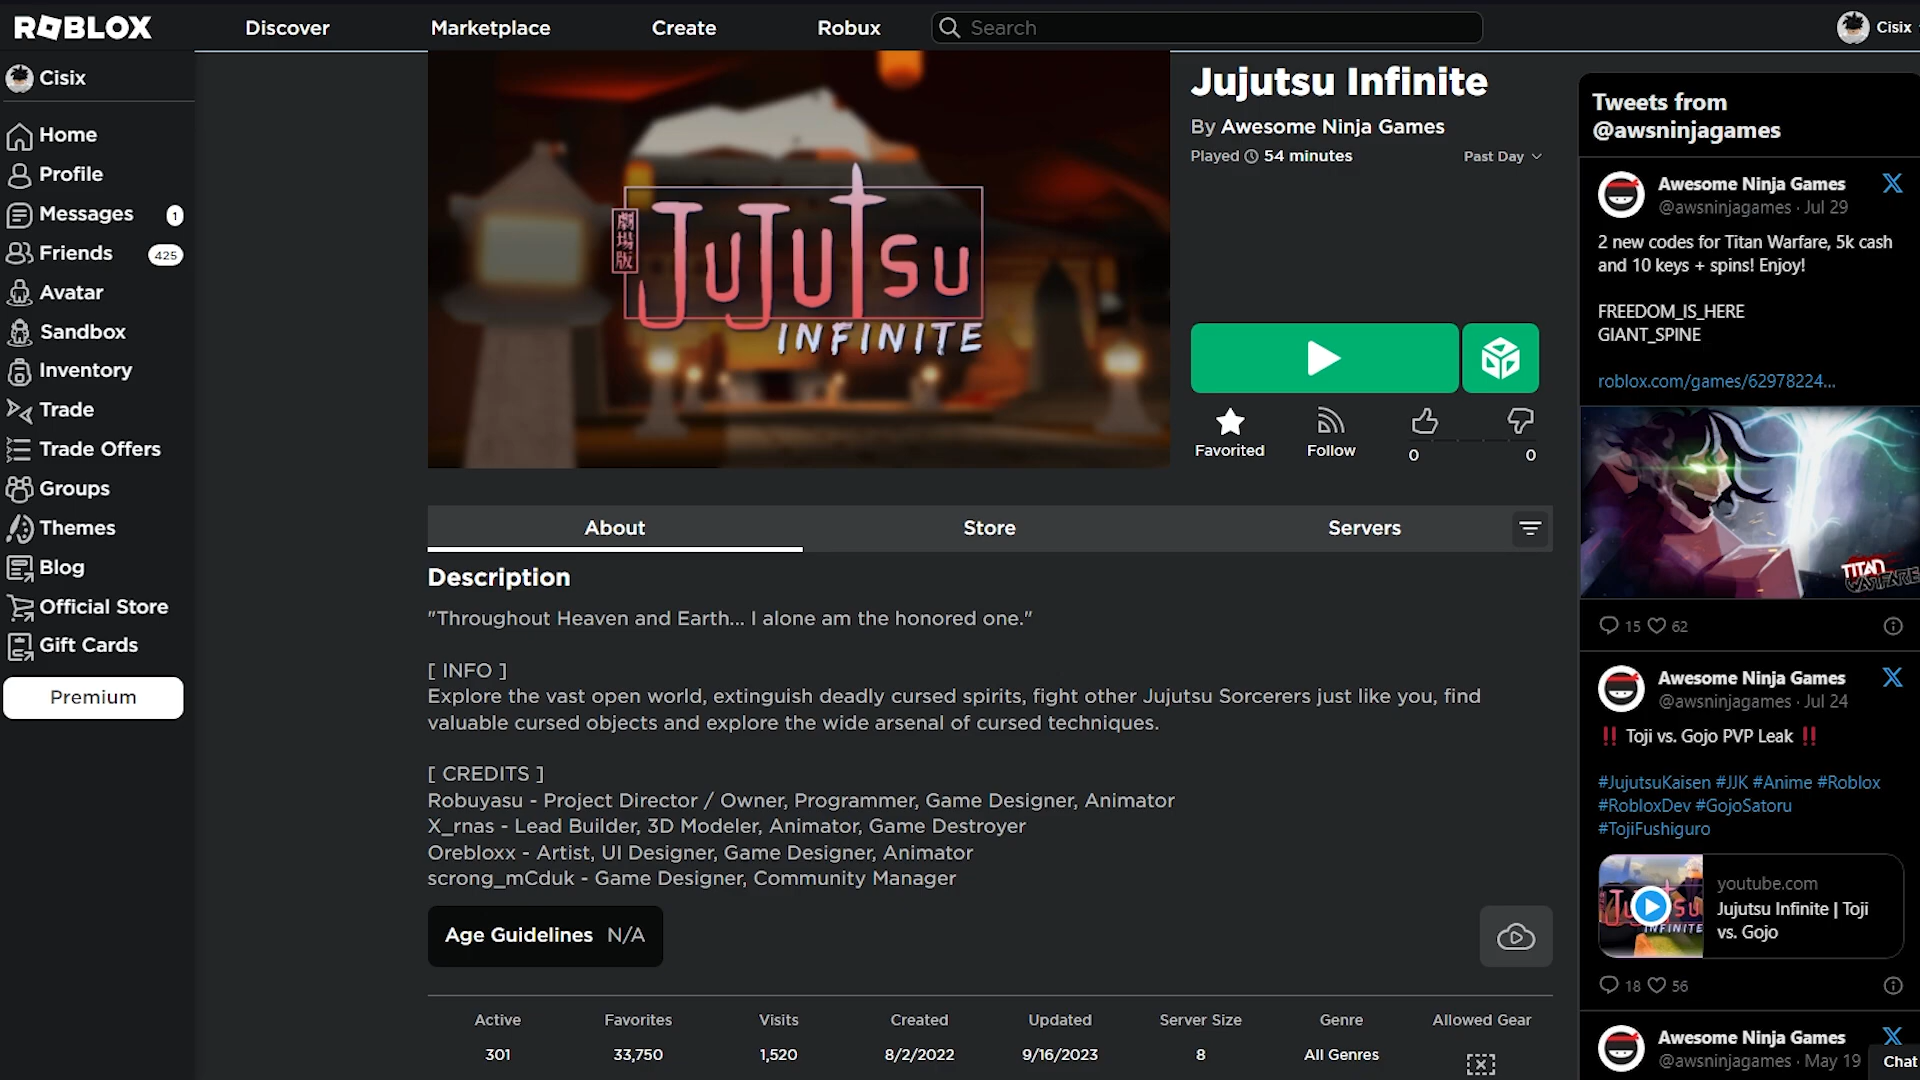 ROBLOX
Discover
Marketplace
Create
Robux
Search
Cisix
Cisix
Home
Profile
Messages
1
Friends
425
Avatar
Sandbox
Inventory
Trade
Trade Offers
Groups
Themes
Blog
Official Store
Gift Cards
Premium
劇場版
JUJUTSU
INFINITE
Jujutsu Infinite
By Awesome Ninja Games
Played 54 minutes
Past Day
Favorited
Follow
0
0
About
Store
Servers
Description
"Throughout Heaven and Earth... I alone am the honored one."
[ INFO ]
Explore the vast open world, extinguish deadly cursed spirits, fight other Jujutsu Sorcerers just like you, find
valuable cursed objects and explore the wide arsenal of cursed techniques.
[ CREDITS ]
Robuyasu - Project Director / Owner, Programmer, Game Designer, Animator
X_rnas - Lead Builder, 3D Modeler, Animator, Game Destroyer
Orebloxx - Artist, UI Designer, Game Designer, Animator
scrong_mCduk - Game Designer, Community Manager
Age Guidelines N/A
Active
Favorites
Visits
Created
Updated
Server Size
Genre
Allowed Gear
301
33,750
1,520
8/2/2022
9/16/2023
8
All Genres
Tweets from
@awsninjagames
Awesome Ninja Games
@awsninjagames · Jul 29
2 new codes for Titan Warfare, 5k cash
and 10 keys + spins! Enjoy!
FREEDOM_IS_HERE
GIANT_SPINE
roblox.com/games/62978224...
TITAN
WARFARE
15
62
Awesome Ninja Games
@awsninjagames · Jul 24
‼ Toji vs. Gojo PVP Leak ‼
#JujutsuKaisen #JJK #Anime #Roblox
#RobloxDev #GojoSatoru
#TojiFushiguro
youtube.com
Jujutsu Infinite | Toji
vs. Gojo
18
56
Awesome Ninja Games
@awsninjagames · May 19
Chat